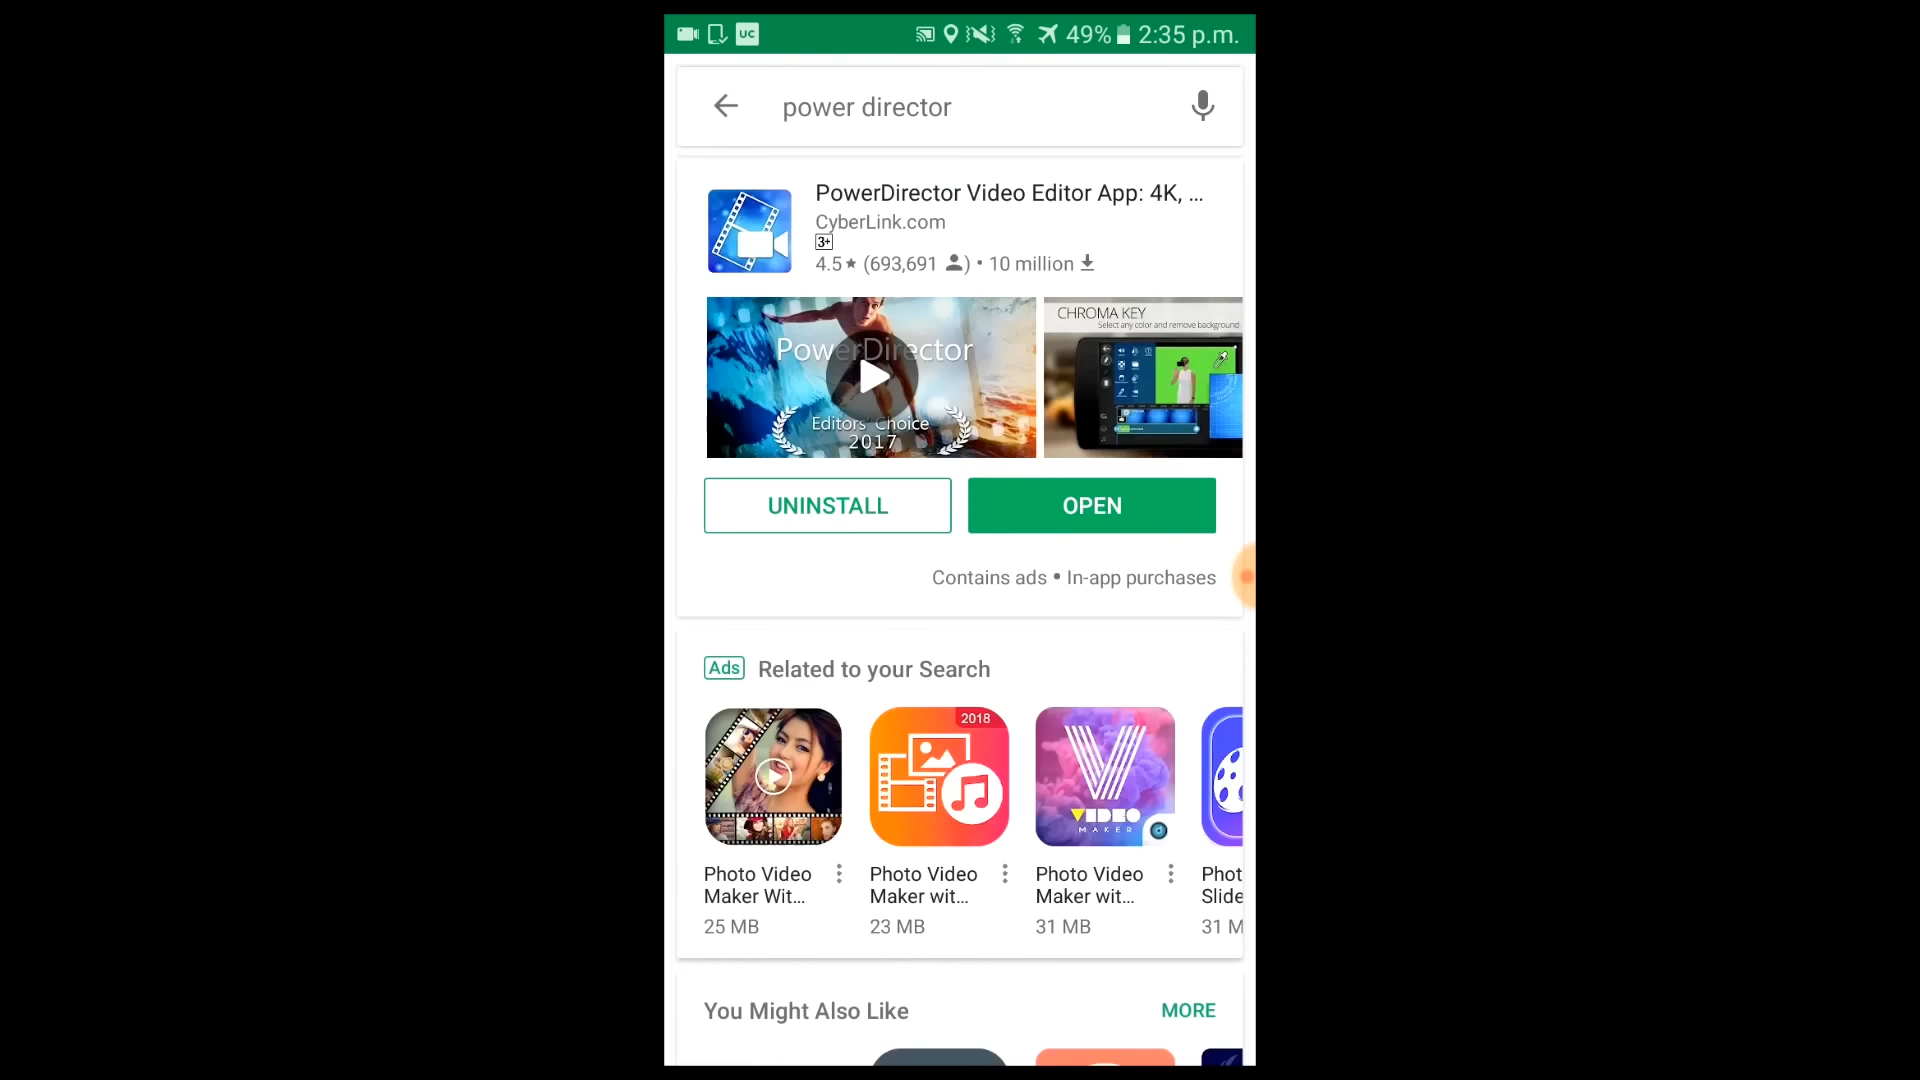 UC
49%
2:35 p.m.
power director
PowerDirector Video Editor App: 4K, ...
CyberLink.com
3+
4.5★ (693,691 ) • 10 million
PowerDirector
Editors' Choice
2017
CHROMA KEY
Select any color and remove background
UNINSTALL
OPEN
Contains ads • In-app purchases
Ads
Related to your Search
2018
V
VIDEO
MAKER
Photo Video
Maker Wit...
25 MB
Photo Video
Maker wit...
23 MB
Photo Video
Maker wit...
31 MB
Phot
Slide
31 M
You Might Also Like
MORE